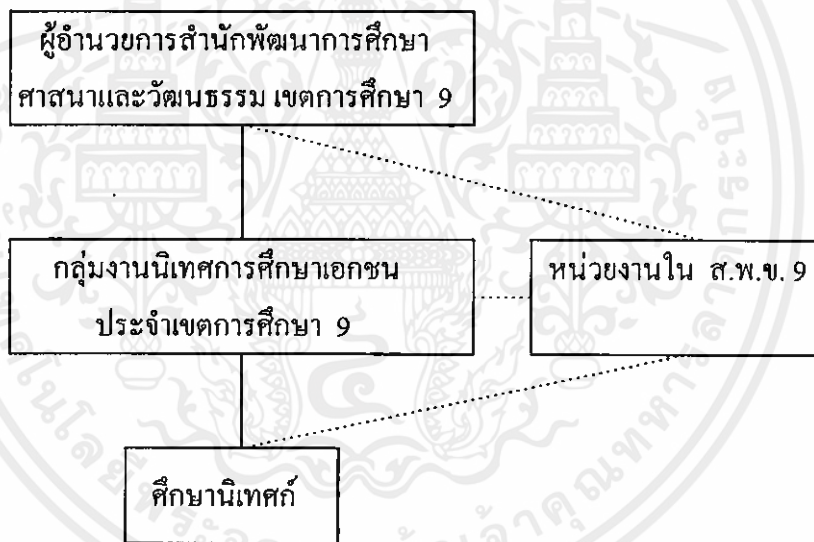 ผู้อำนวยการสำนักพัฒนาการศึกษา
ศาสนาและวัฒนธรรม เขตการศึกษา 9
กลุ่มงานนิเทศการศึกษาเอกชน
ประจำเขตการศึกษา 9
หน่วยงานใน ส.พ.ข. 9
ศึกษานิเทศก์